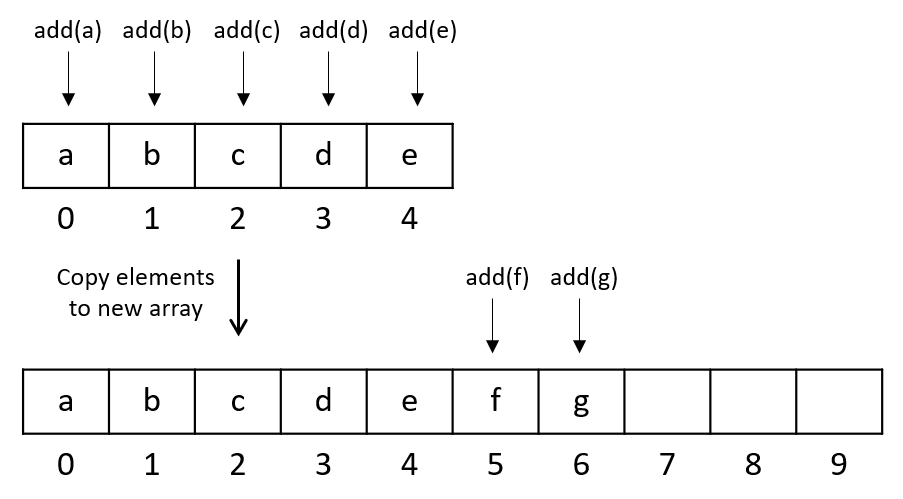 add(a) add(b) add(c) add(d) add(e)
a b c d e
0 1 2 3 4
Copy elements
to new array
add(f) add(g)
a b c d e f g
0 1 2 3 4 5 6 7 8 9